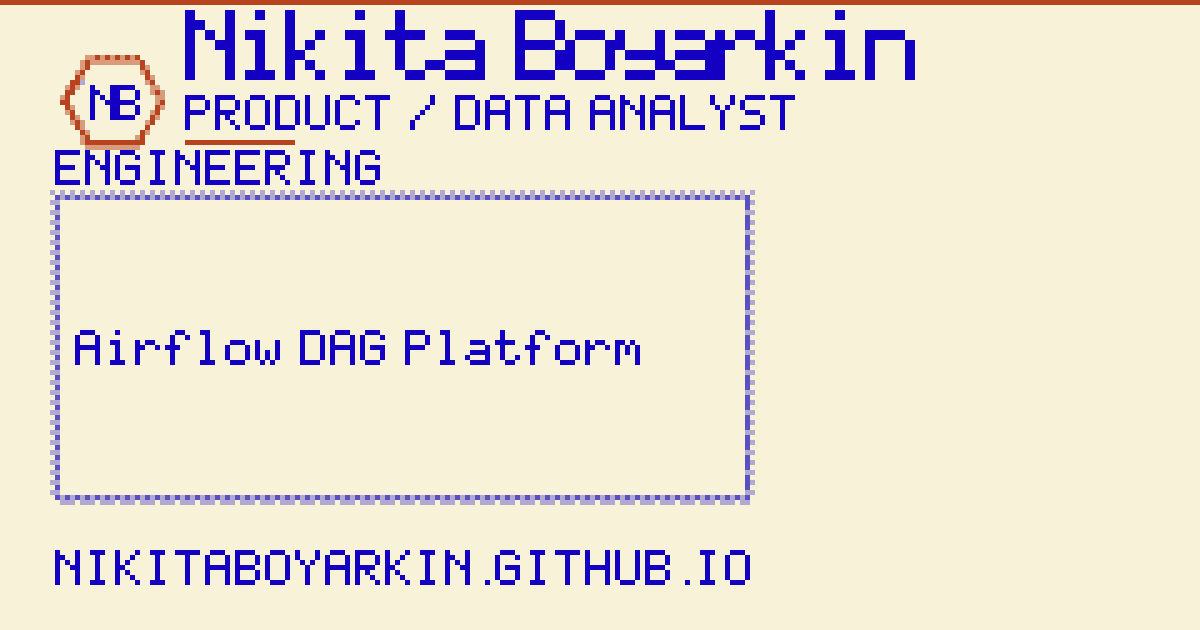 Nikita Boyarkin
NB
PRODUCT / DATA ANALYST
ENGINEERING
Airflow DAG Platform
NIKITABOYARKIN.GITHUB.IO